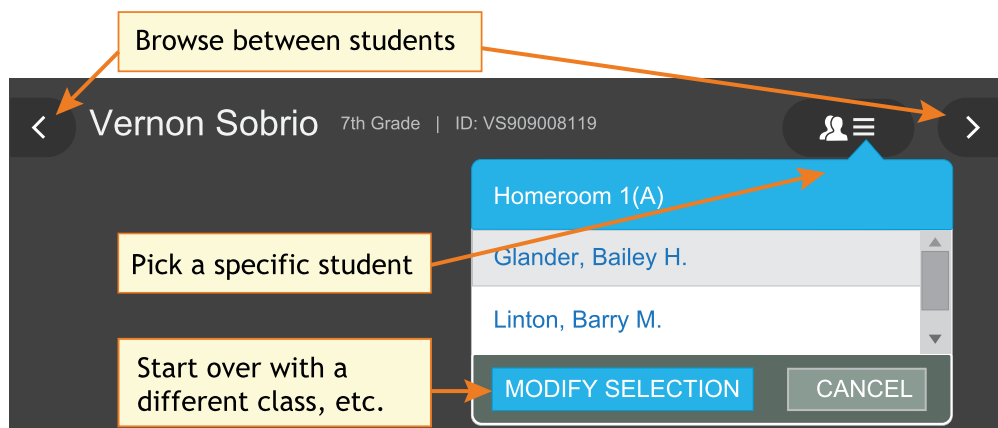 Browse between students
Vernon Sobrio 7th Grade | ID: VS909008119
Homeroom 1(A)
Pick a specific student
Glander, Bailey H.
Linton, Barry M.
Start over with a
different class, etc.
MODIFY SELECTION CANCEL